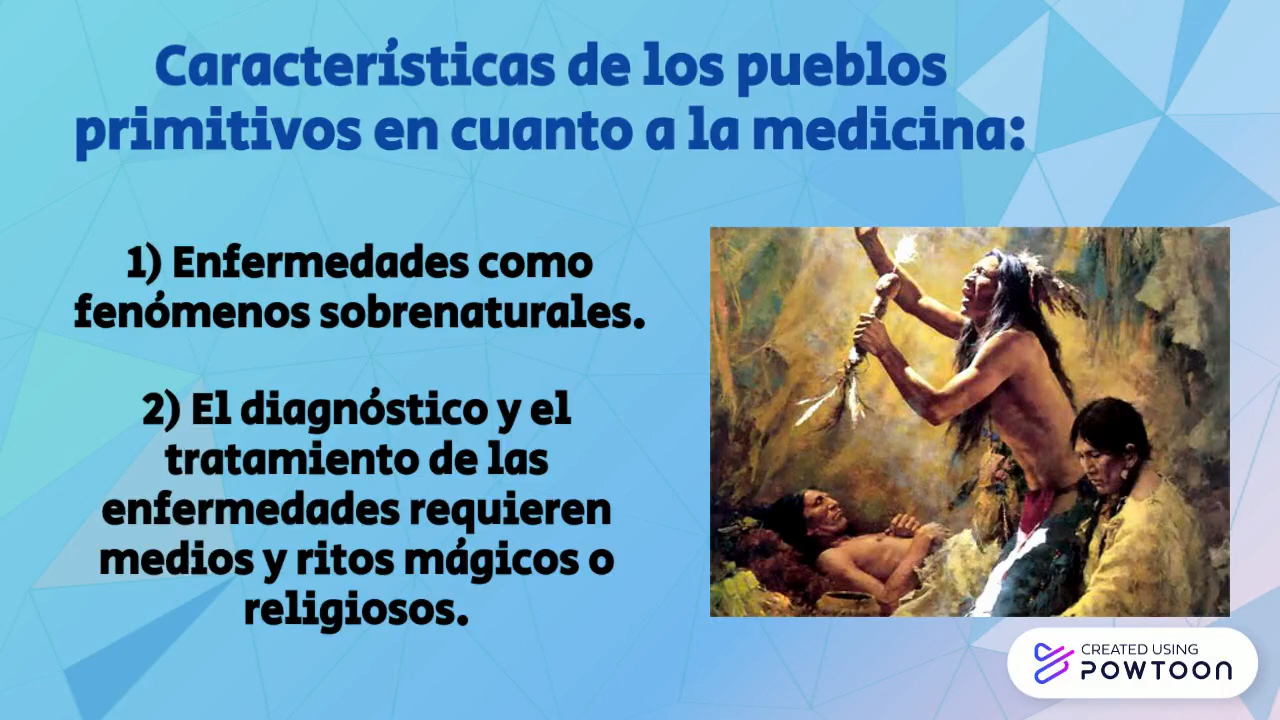 Características de los pueblos
primitivos en cuanto a la medicina:
1) Enfermedades como
fenómenos sobrenaturales.
2) El diagnóstico y el
tratamiento de las
enfermedades requieren
medios y ritos mágicos o
religiosos.
CREATED USING
POWTOON